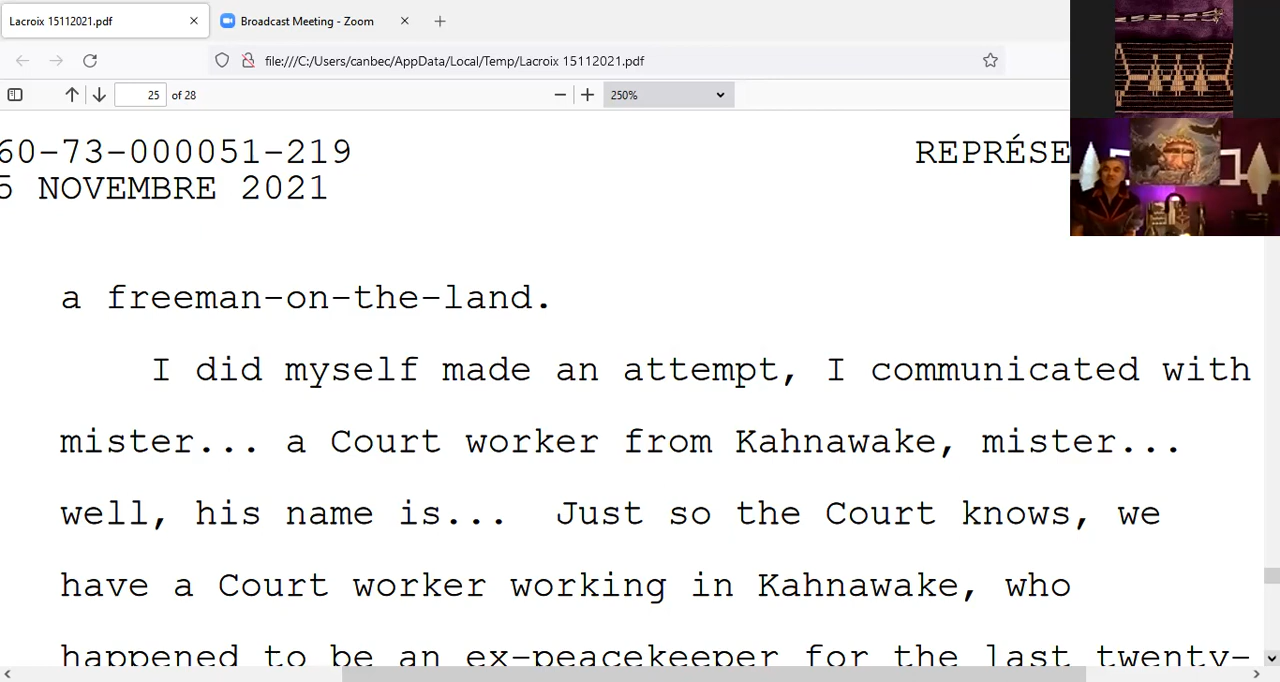 Lacroix 15112021.pdf
Broadcast Meeting - Zoom
file:///C:/Users/canbec/AppData/Local/Temp/Lacroix 15112021.pdf
25 of 28
250%
60-73-000051-219
REPRÉSE
5 NOVEMBRE 2021
a freeman-on-the-land.
I did myself made an attempt, I communicated with
mister... a Court worker from Kahnawake, mister...
well, his name is... Just so the Court knows, we
have a Court worker working in Kahnawake, who
happened to be an ex-peacekeeper for the last twenty-